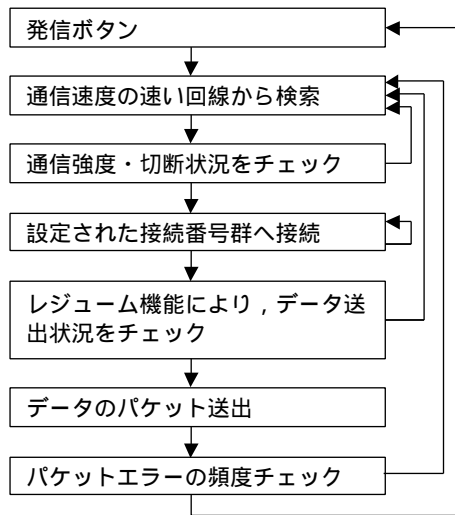 発信ボタン
通信速度の速い回線から検索
通信強度・切断状況をチェック
設定された接続番号群へ接続
レジューム機能により，データ送
出状況をチェック
データのパケット送出
パケットエラーの頻度チェック